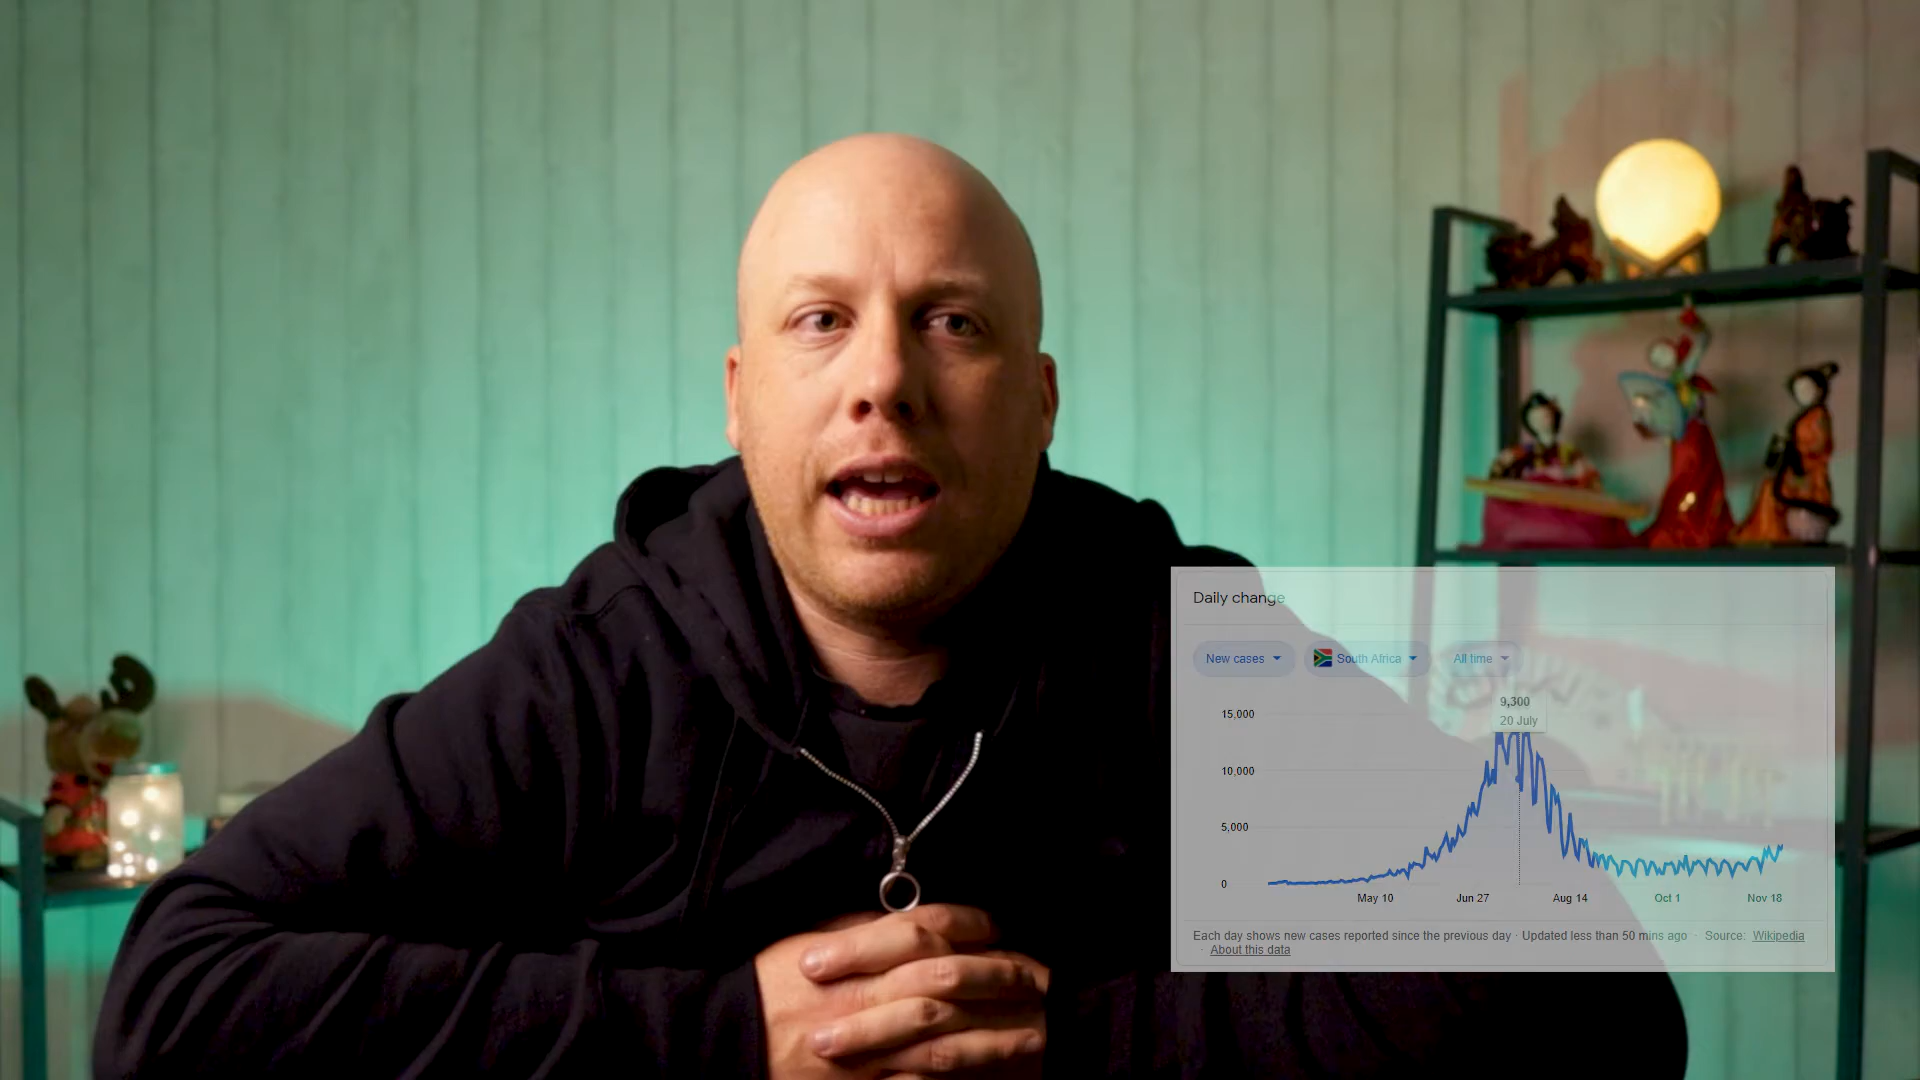 Daily change
New cases South Africa All time
9,300
20 July
15,000
10,000
5,000
0
May 10 Jun 27 Aug 14 Oct 1 Nov 18
Each day shows new cases reported since the previous day · Updated less than 50 mins ago · Source: Wikipedia
· About this data